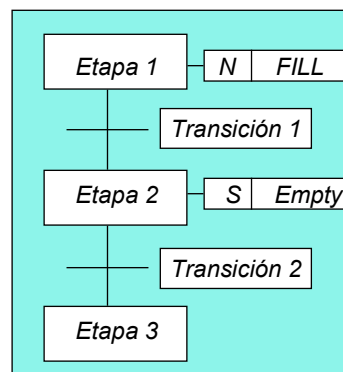 Etapa 1 N FILL
Transición 1
Etapa 2 S Empty
Transición 2
Etapa 3